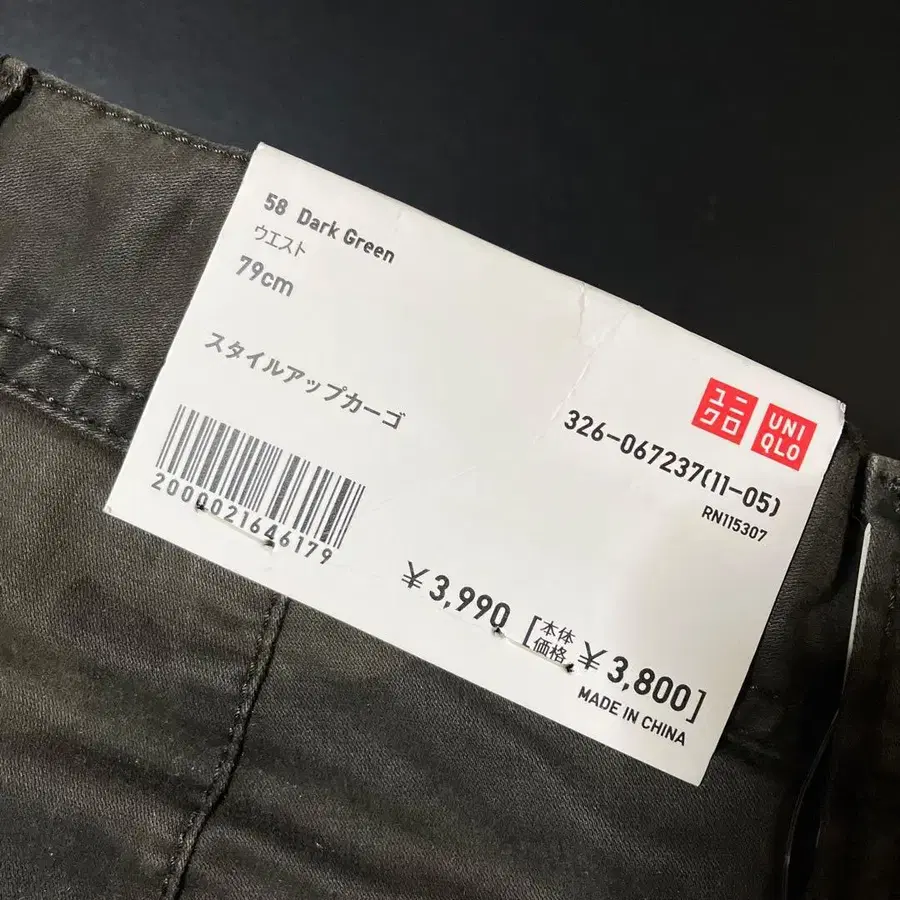 58 Dark Green
ウエスト
79cm
スタイルアップカーゴ
2000021646179
ユニ
クロ
UNI
QLO
326-067237(11-05)
RN115307
¥3,990 [本体価格 ¥3,800]
MADE IN CHINA